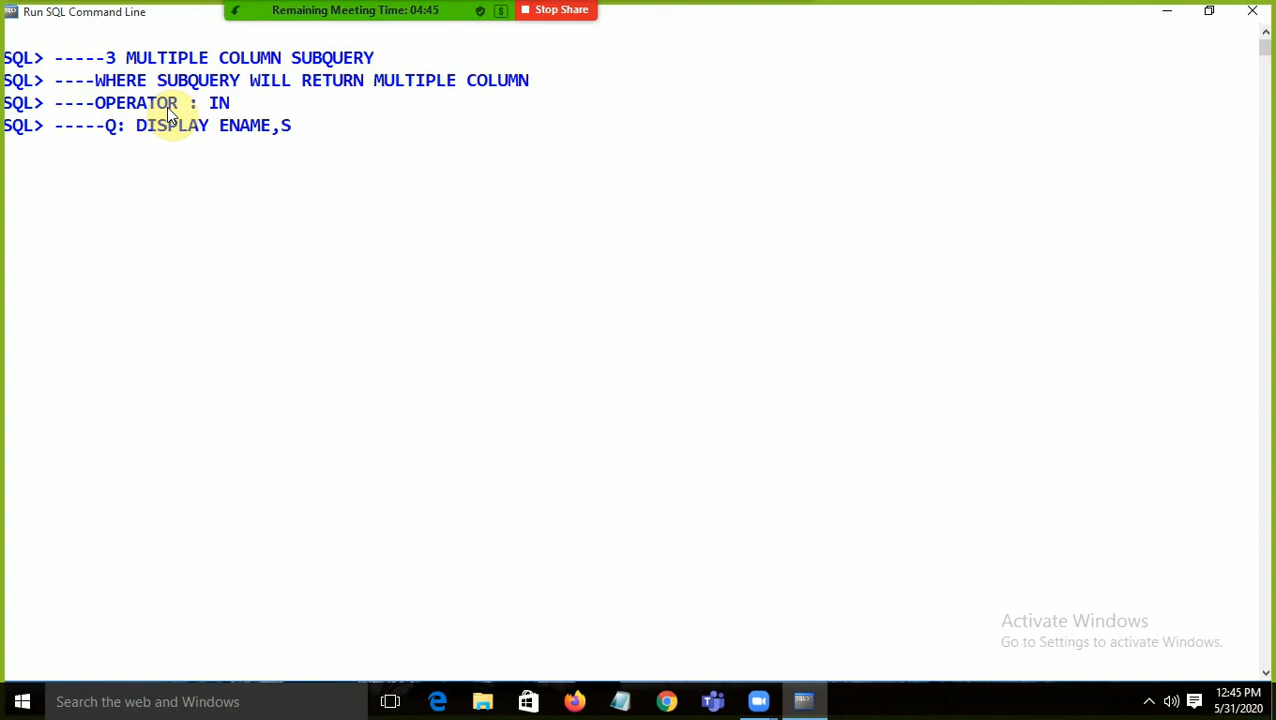 Run SQL Command Line
Remaining Meeting Time: 04:45
Stop Share
SQL> -----3 MULTIPLE COLUMN SUBQUERY
SQL> ----WHERE SUBQUERY WILL RETURN MULTIPLE COLUMN
SQL> ----OPERATOR : IN
SQL> -----Q: DISPLAY ENAME,S
Activate Windows
Go to Settings to activate Windows.
Search the web and Windows
12:45 PM
5/31/2020